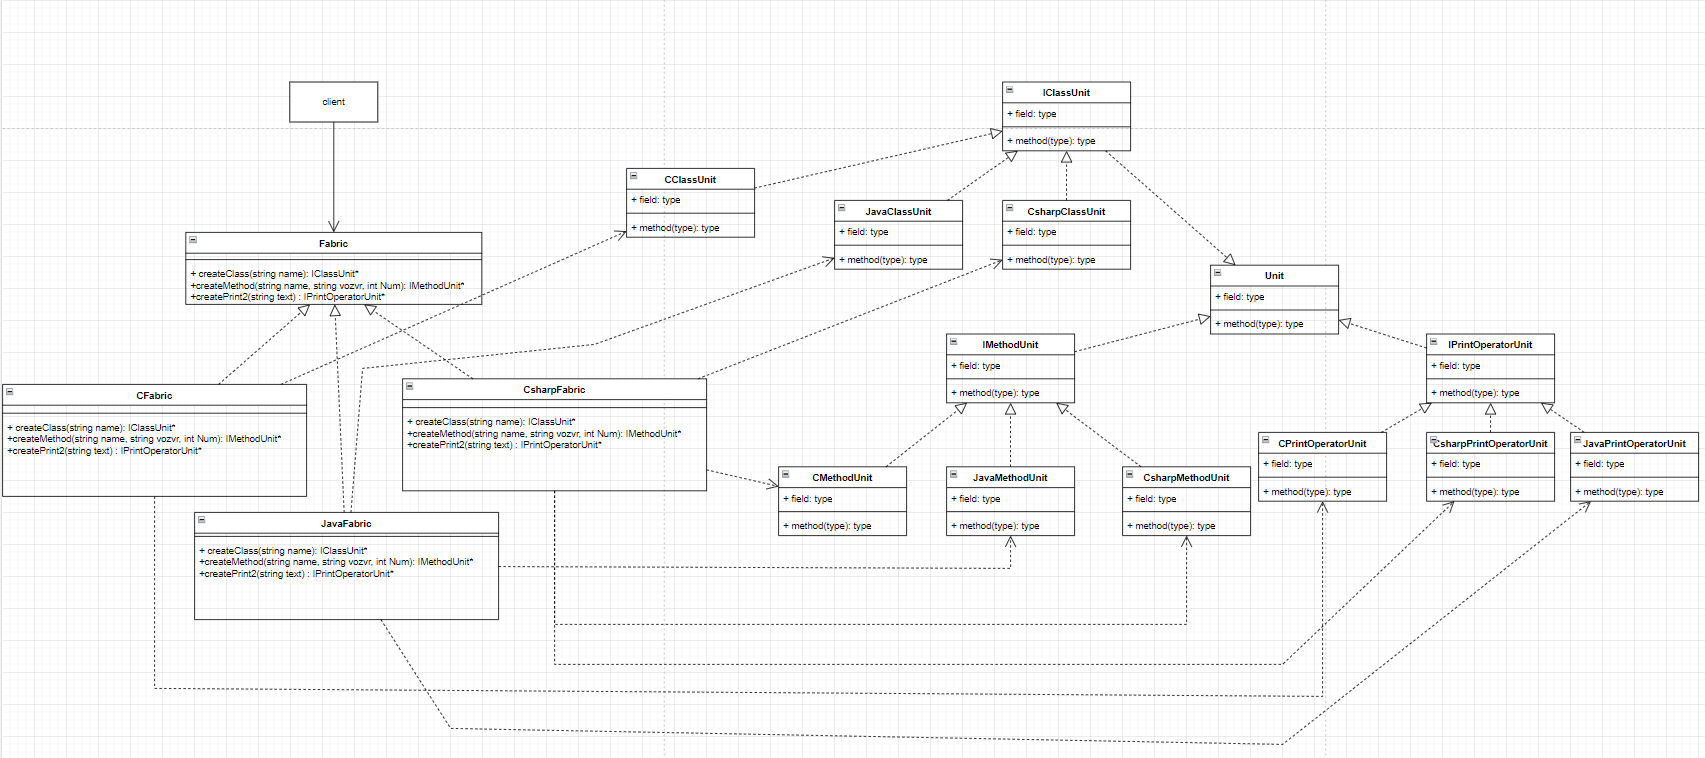 client
IClassUnit
+ field: type
+ method(type): type
CClassUnit
+ field: type
+ method(type): type
JavaClassUnit
+ field: type
+ method(type): type
CsharpClassUnit
+ field: type
+ method(type): type
Fabric
+ createClass(string name): IClassUnit*
+createMethod(string name, string vozvr, int Num): IMethodUnit*
+createPrint2(string text) : IPrintOperatorUnit*
Unit
+ field: type
+ method(type): type
IMethodUnit
+ field: type
+ method(type): type
IPrintOperatorUnit
+ field: type
+ method(type): type
CFabric
+ createClass(string name): IClassUnit*
+createMethod(string name, string vozvr, int Num): IMethodUnit*
+createPrint2(string text) : IPrintOperatorUnit*
CsharpFabric
+ createClass(string name): IClassUnit*
+createMethod(string name, string vozvr, int Num): IMethodUnit*
+createPrint2(string text) : IPrintOperatorUnit*
CPrintOperatorUnit
+ field: type
+ method(type): type
CsharpPrintOperatorUnit
+ field: type
+ method(type): type
JavaPrintOperatorUnit
+ field: type
+ method(type): type
CMethodUnit
+ field: type
+ method(type): type
JavaMethodUnit
+ field: type
+ method(type): type
CsharpMethodUnit
+ field: type
+ method(type): type
JavaFabric
+ createClass(string name): IClassUnit*
+createMethod(string name, string vozvr, int Num): IMethodUnit*
+createPrint2(string text) : IPrintOperatorUnit*